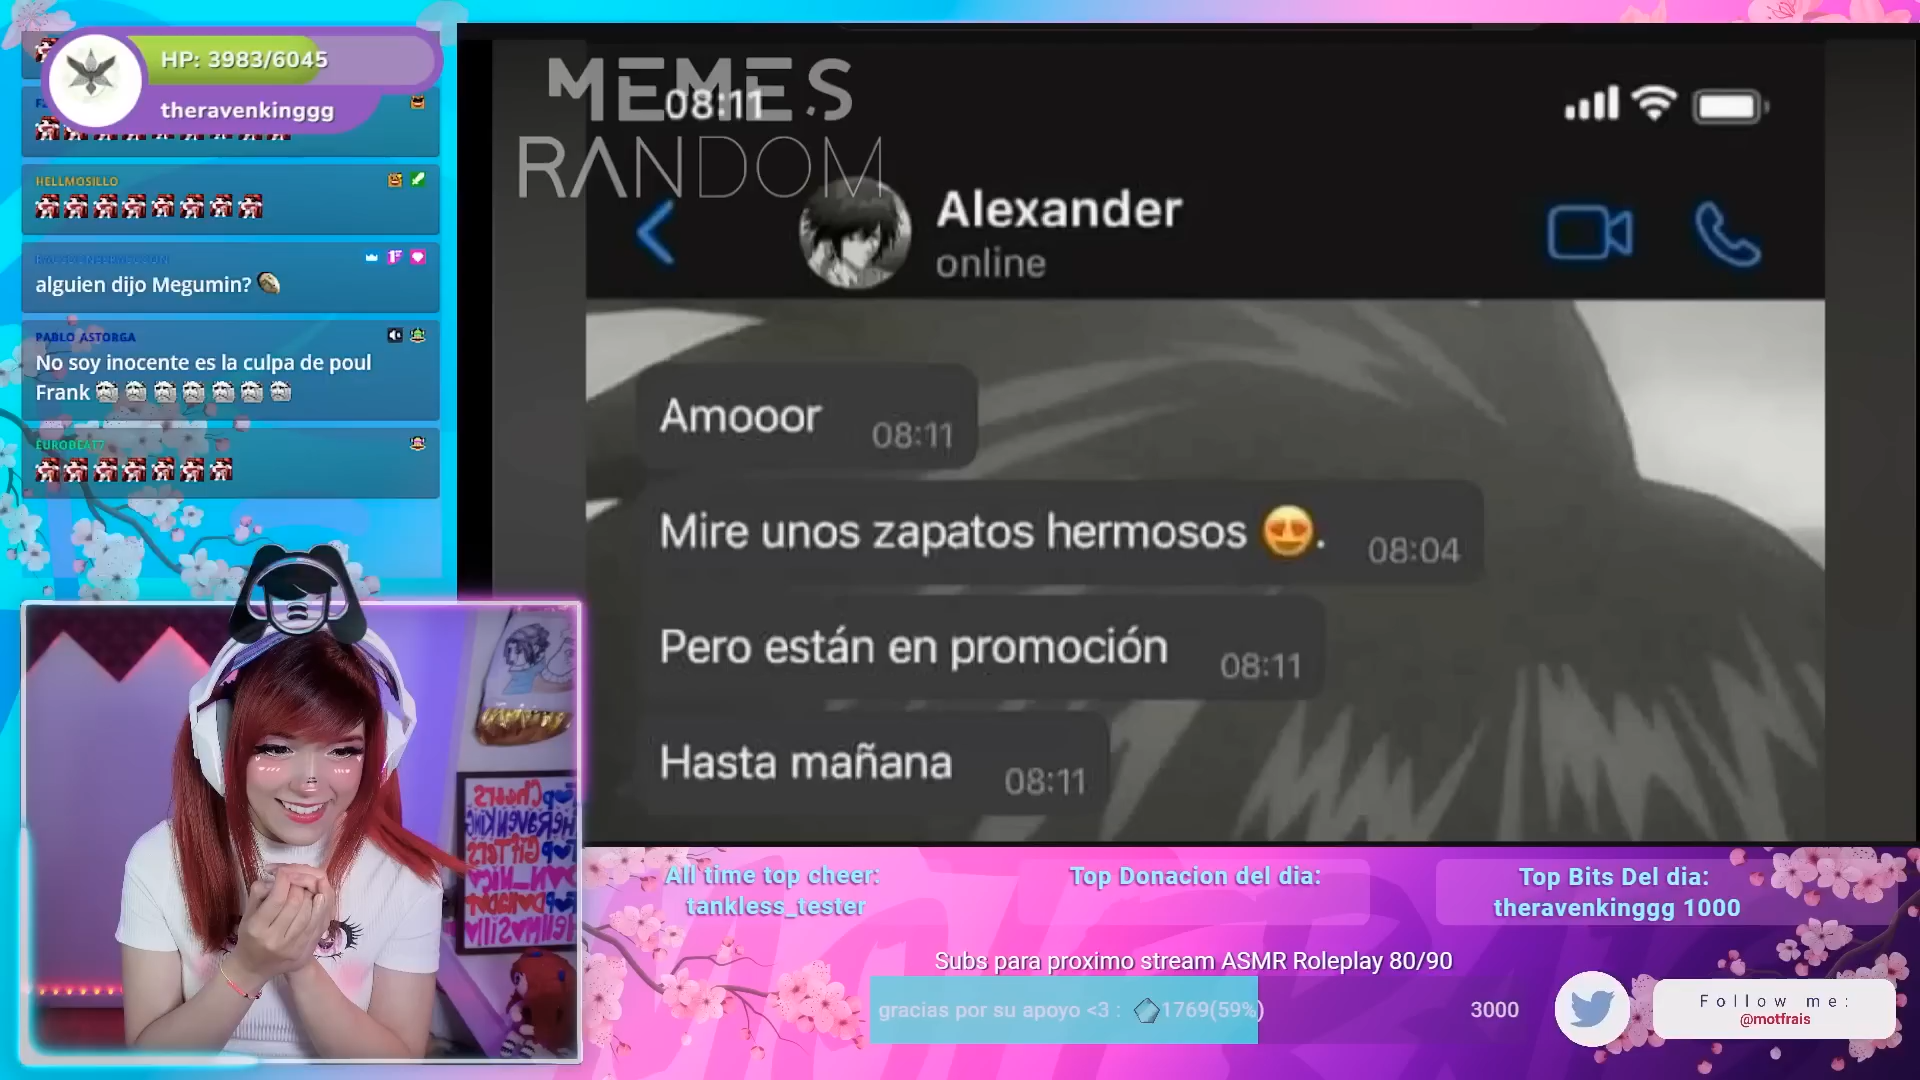 HP: 3983/6045
theravenkinggg
HELLMOSILLO
alguien dijo Megumin?
PABLO ASTORGA
No soy inocente es la culpa de poul
Frank
EUROBEAT7
MEMES
RANDOM
08:11
Alexander
online
Amooor 08:11
Mire unos zapatos hermosos 😍. 08:04
Pero están en promoción 08:11
Hasta mañana 08:11
All time top cheer:
tankless_tester
Top Donacion del dia:
Top Bits Del dia:
theravenkinggg 1000
Subs para proximo stream ASMR Roleplay 80/90
gracias por su apoyo <3 : 1769(59%) 3000
Follow me:
@motfrais